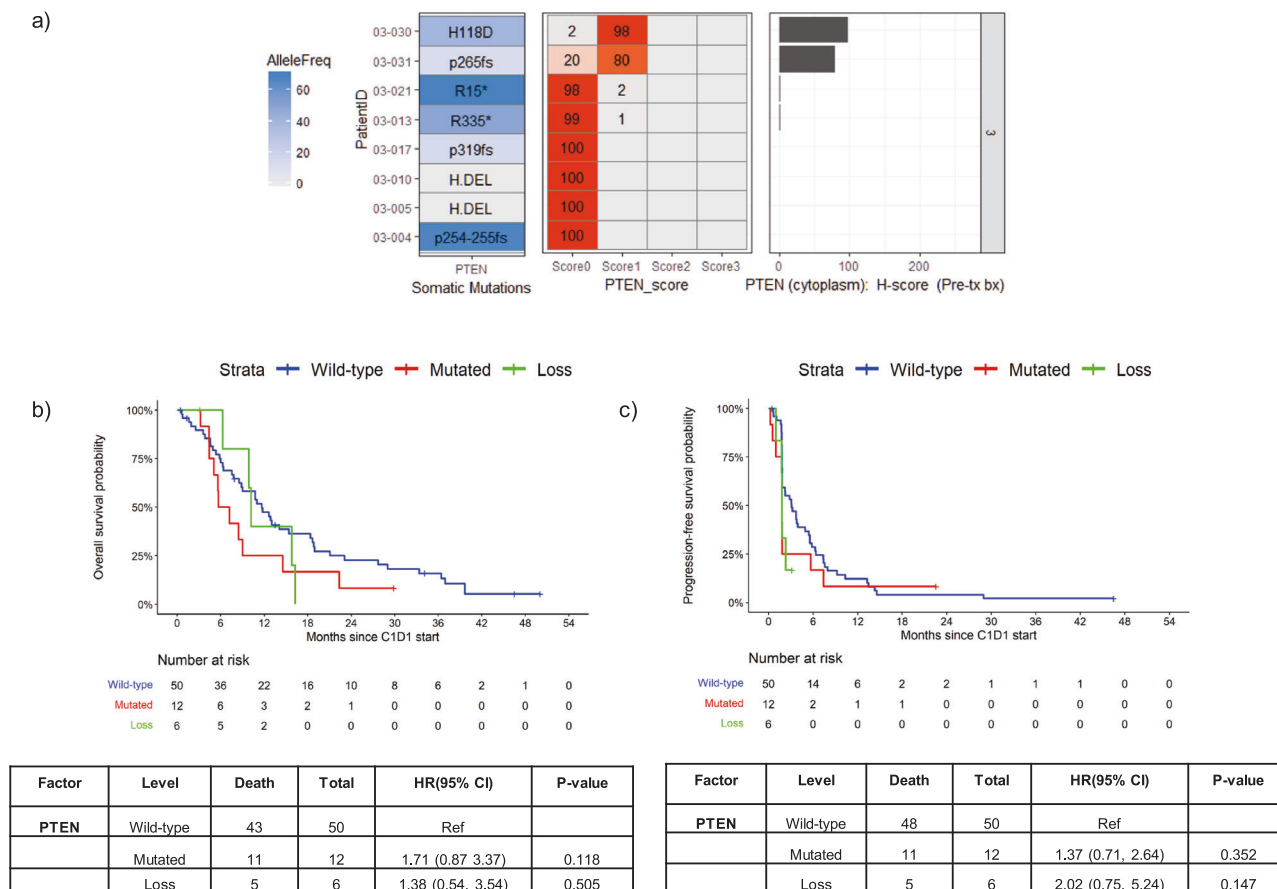 a)
AlleleFreq
60
40
20
0
PatientID
03-030 H118D 2 98
03-031 p265fs 20 80
03-021 R15* 98 2
03-013 R335* 99 1
03-017 p319fs 100
03-010 H.DEL 100
03-005 H.DEL 100
03-004 p254-255fs 100
3
PTEN Score0 Score1 Score2 Score3 0 100 200
Somatic Mutations PTEN_score PTEN (cytoplasm): H-score (Pre-tx bx)
b)
Strata Wild-type Mutated Loss
Overall survival probability
100%
75%
50%
25%
0%
0 6 12 18 24 30 36 42 48 54
Months since C1D1 start
Number at risk
Wild-type 50 36 22 16 10 8 6 2 1 0
Mutated 12 6 3 2 1 0 0 0 0 0
Loss 6 5 2 0 0 0 0 0 0 0
Factor Level Death Total HR(95% CI) P-value
PTEN Wild-type 43 50 Ref
Mutated 11 12 1.71 (0.87 3.37) 0.118
Loss 5 6 1.38 (0.54, 3.54) 0.505
c)
Strata Wild-type Mutated Loss
Progression-free survival probability
100%
75%
50%
25%
0%
0 6 12 18 24 30 36 42 48 54
Months since C1D1 start
Number at risk
Wild-type 50 14 6 2 2 1 1 1 0 0
Mutated 12 2 1 1 0 0 0 0 0 0
Loss 6 0 0 0 0 0 0 0 0 0
Factor Level Death Total HR(95% CI) P-value
PTEN Wild-type 48 50 Ref
Mutated 11 12 1.37 (0.71, 2.64) 0.352
Loss 5 6 2.02 (0.75, 5.24) 0.147